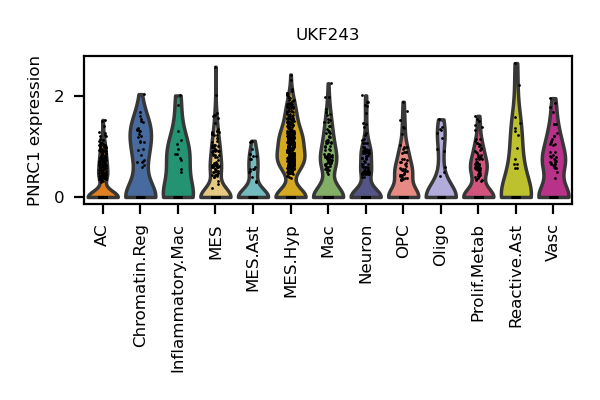 UKF243
PNRC1 expression
2
0
AC
Chromatin.Reg
Inflammatory.Mac
MES
MES.Ast
MES.Hyp
Mac
Neuron
OPC
Oligo
Prolif.Metab
Reactive.Ast
Vasc